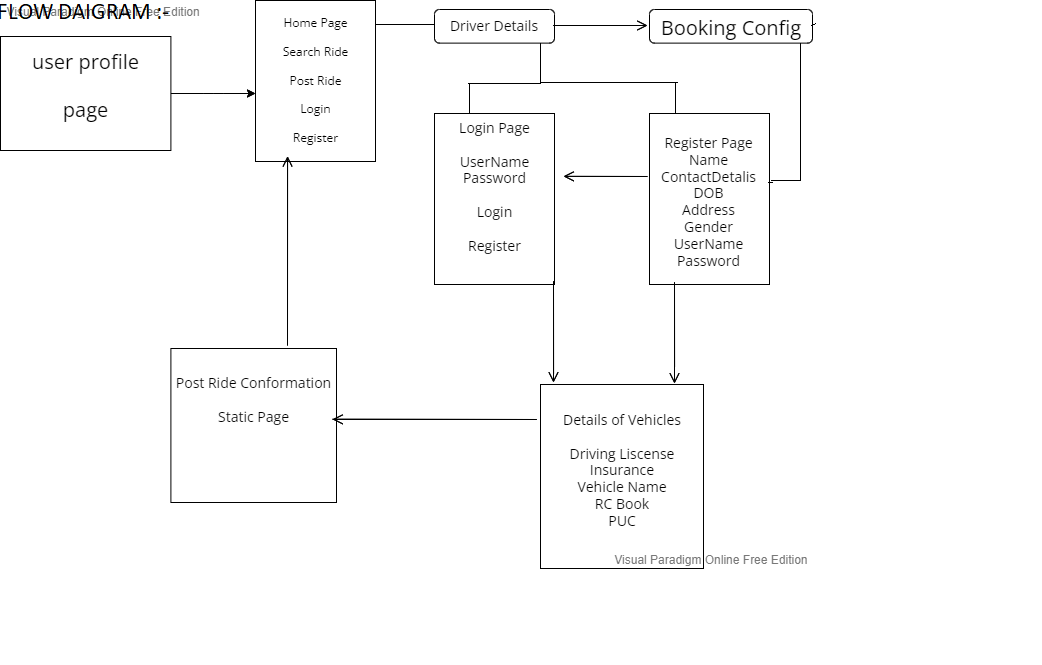 FLOW DAIGRAM :-
Visual Paradigm Online Free Edition
user profile
page
Home Page
Search Ride
Post Ride
Login
Register
Driver Details
Booking Config
Login Page
UserName
Password
Login
Register
Register Page
Name
ContactDetalis
DOB
Address
Gender
UserName
Password
Post Ride Conformation
Static Page
Details of Vehicles
Driving Liscense
Insurance
Vehicle Name
RC Book
PUC
Visual Paradigm Online Free Edition